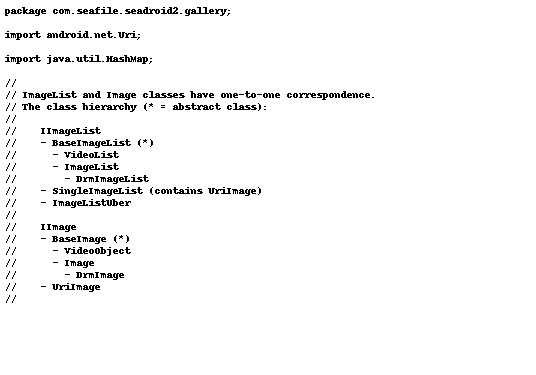 package com.seafile.seadroid2.gallery;

import android.net.Uri;

import java.util.HashMap;

//
// ImageList and Image classes have one-to-one correspondence.
// The class hierarchy (* = abstract class):
//
//    IImageList
//    - BaseImageList (*)
//      - VideoList
//      - ImageList
//        - DrmImageList
//    - SingleImageList (contains UriImage)
//    - ImageListUber
//
//    IImage
//    - BaseImage (*)
//      - VideoObject
//      - Image
//        - DrmImage
//    - UriImage
//